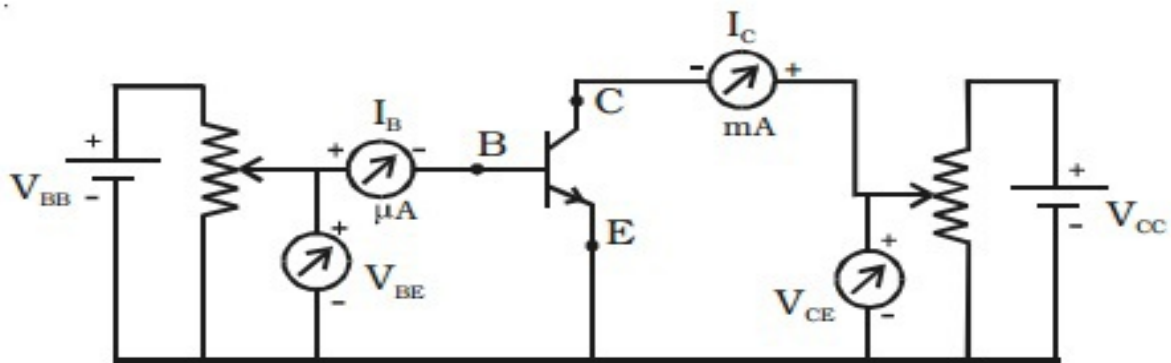 I_C
- +
C
mA
I_B
+ -
B
μA
+
V_BB
-
+
V_BE
-
E
+
V_CE
-
+
V_CC
-